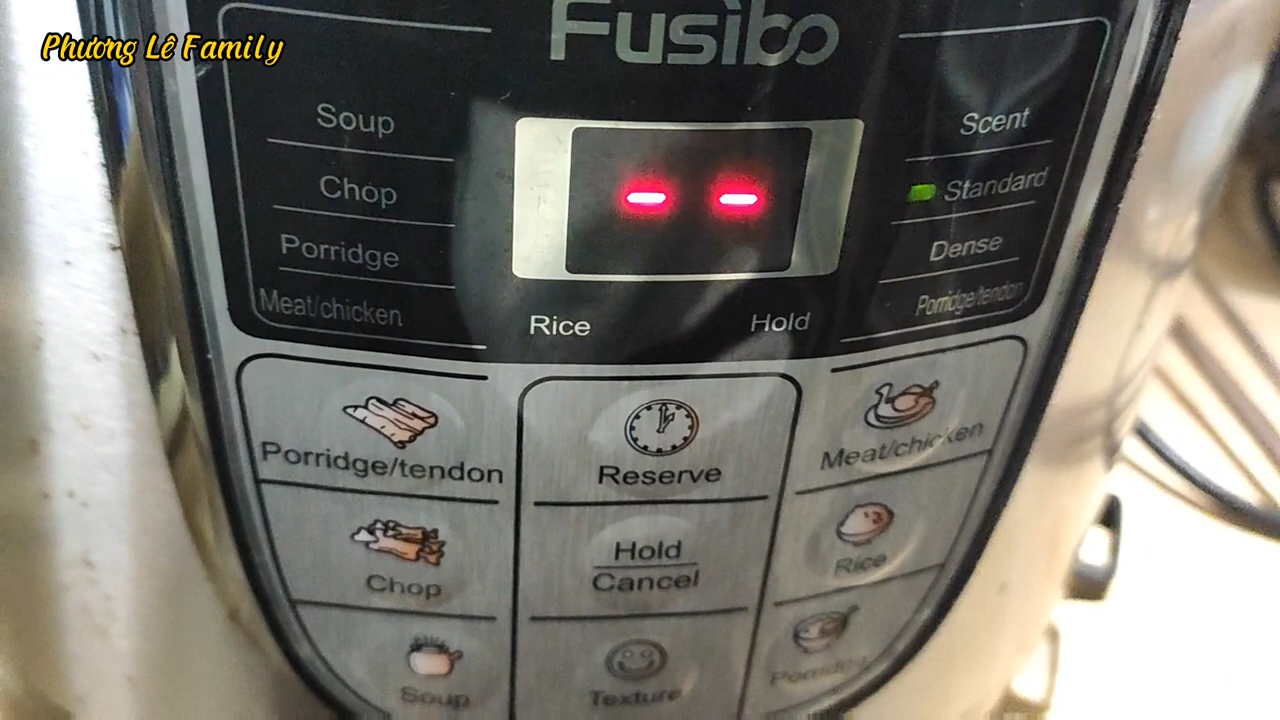 Phương Lê Family
Fusibo
Soup
Chop
Porridge
Meat/chicken
-- 
Rice
Hold
Scent
Standard
Dense
Porridge/tendon
Porridge/tendon
Chop
Soup
Reserve
Hold
Cancel
Texture
Meat/chicken
Rice
Porridge